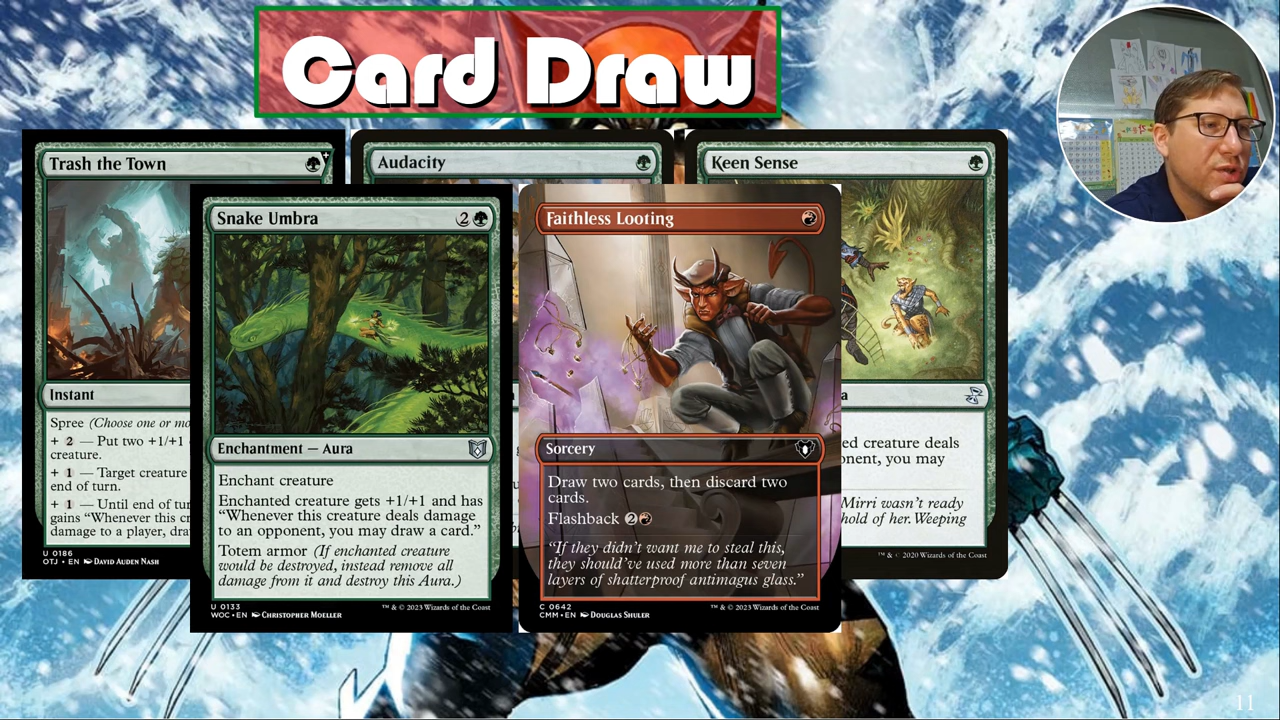 Card Draw
Trash the Town
Audacity
Keen Sense
Snake Umbra
2
Faithless Looting
Instant
Spree (Choose one or mo
+ 2 — Put two +1/+1
creature.
+ 1 — Target creature
end of turn.
+ 1 — Until end of tur
gains “Whenever this cr
damage to a player, dra
U 0186
OTJ • EN DAVID AUDEN NASH
Enchantment — Aura
Enchant creature
Enchanted creature gets +1/+1 and has
“Whenever this creature deals damage
to an opponent, you may draw a card.”
Totem armor (If enchanted creature
would be destroyed, instead remove all
damage from it and destroy this Aura.)
U 0133
WOC • EN CHRISTOPHER MOELLER
™ & © 2023 Wizards of the Coast
Sorcery
Draw two cards, then discard two
cards.
Flashback 2
“If they didn’t want me to steal this,
they should’ve used more than seven
layers of shatterproof antimagus glass.”
C 0642
CMM • EN DOUGLAS SHULER
™ & © 2023 Wizards of the Coast
a
ed creature deals
onent, you may
Mirri wasn’t ready
hold of her. Weeping
™ & © 2020 Wizards of the Coast
11